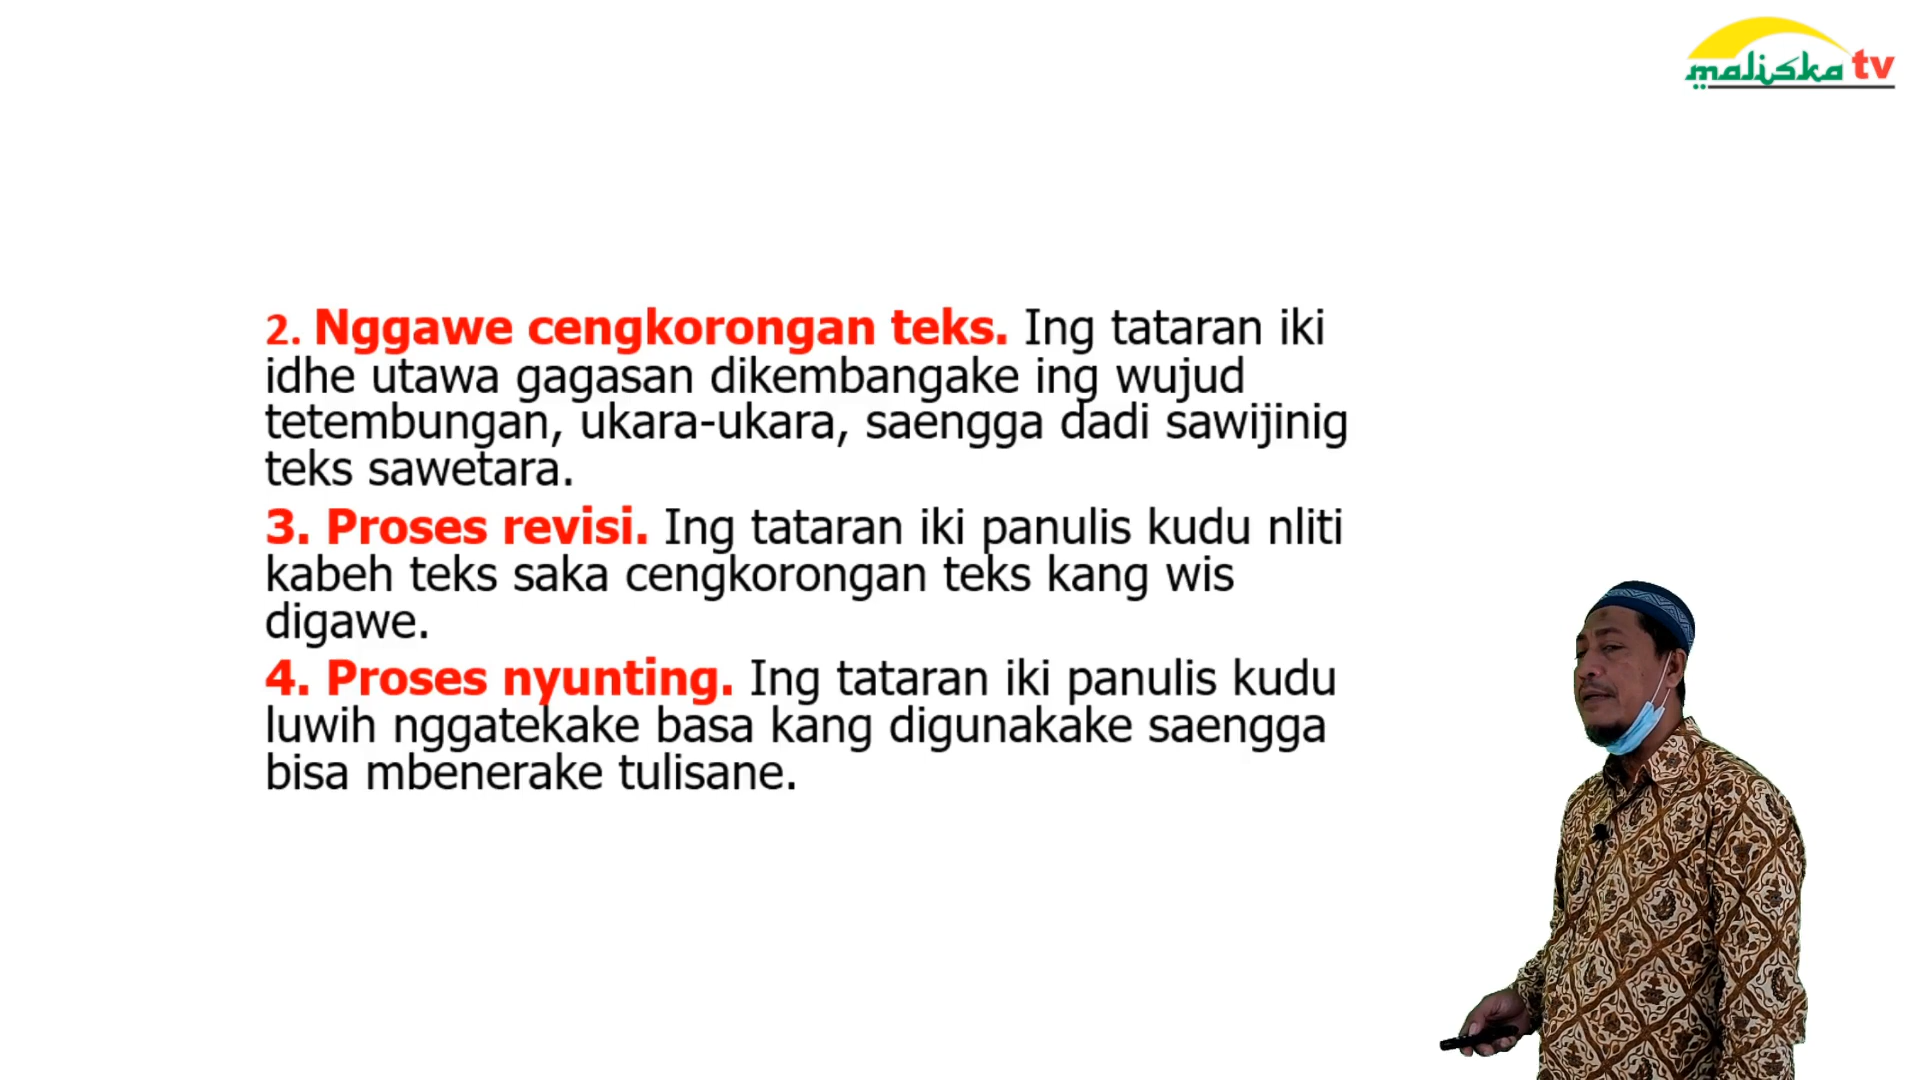 maliska tv
2. Nggawe cengkorongan teks. Ing tataran iki
idhe utawa gagasan dikembangake ing wujud
tetembungan, ukara-ukara, saengga dadi sawijinig
teks sawetara.
3. Proses revisi. Ing tataran iki panulis kudu nliti
kabeh teks saka cengkorongan teks kang wis
digawe.
4. Proses nyunting. Ing tataran iki panulis kudu
luwih nggatekake basa kang digunakake saengga
bisa mbenerake tulisane.